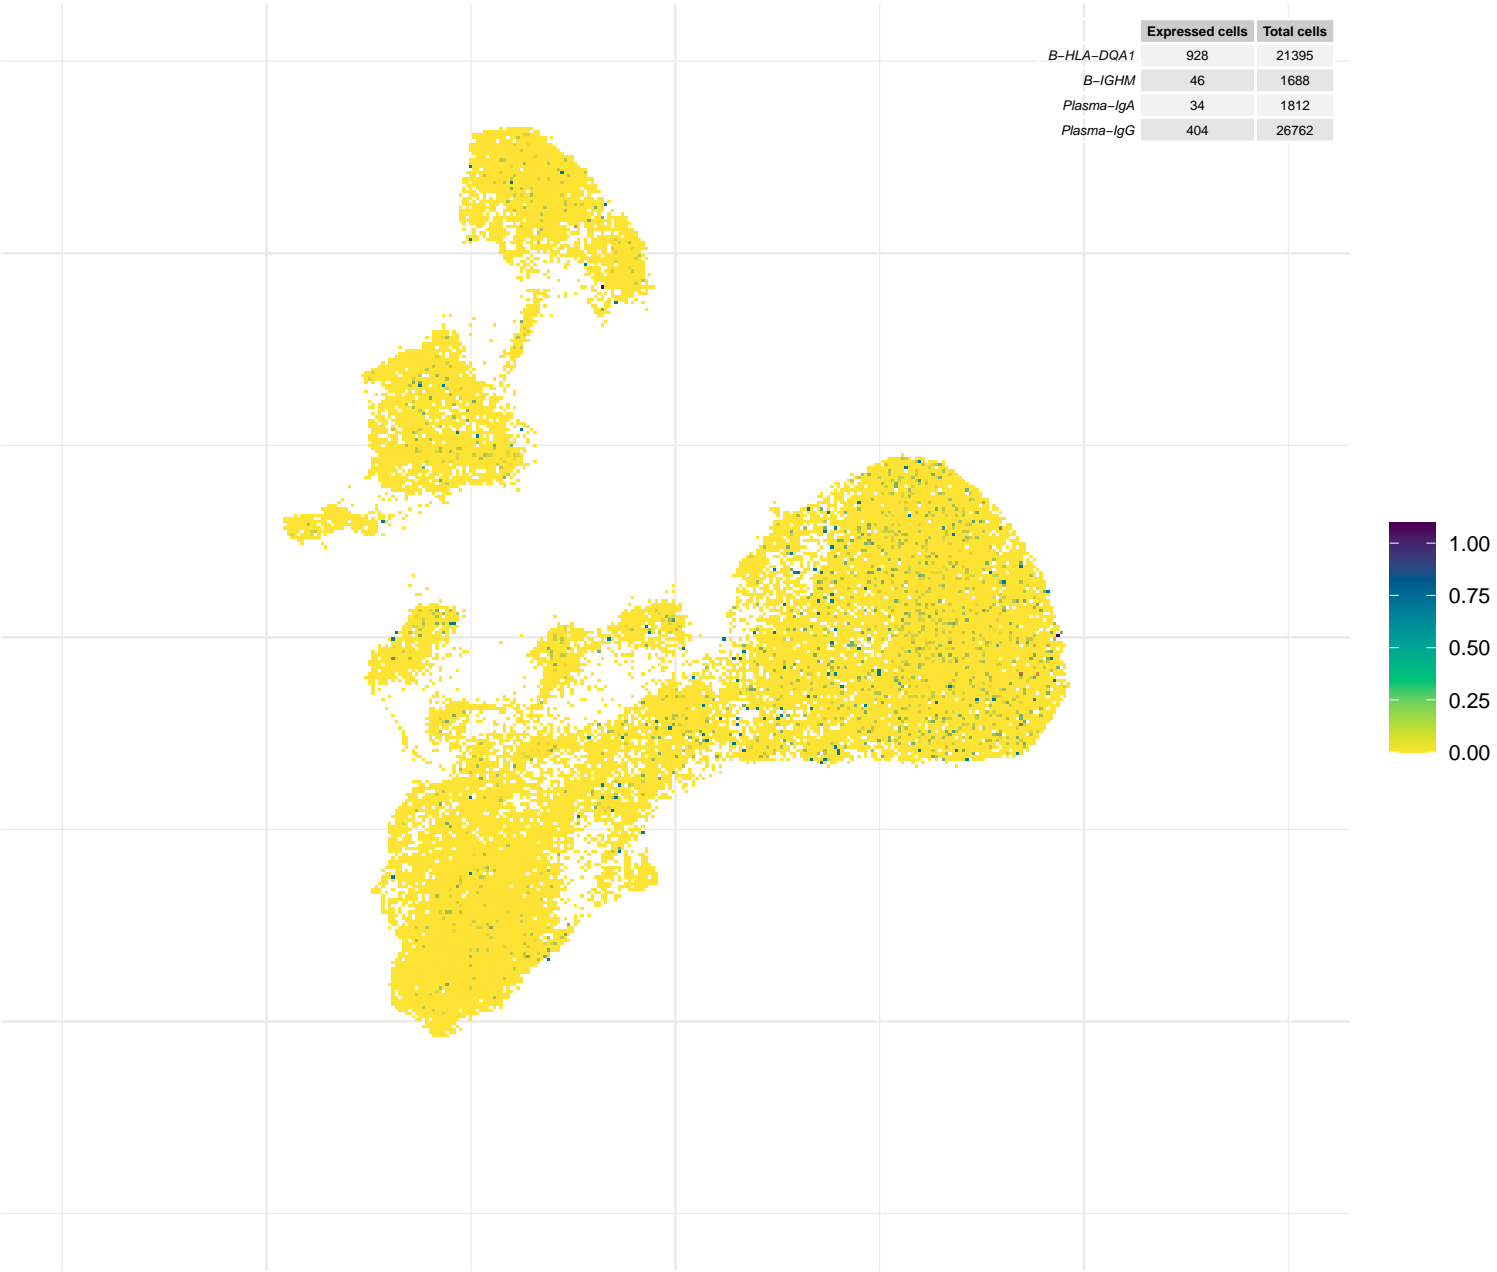 Expressed cells Total cells
B−HLA−DQA1 928 21395
B−IGHM 46 1688
Plasma−IgA 34 1812
Plasma−IgG 404 26762
1.00
0.75
0.50
0.25
0.00